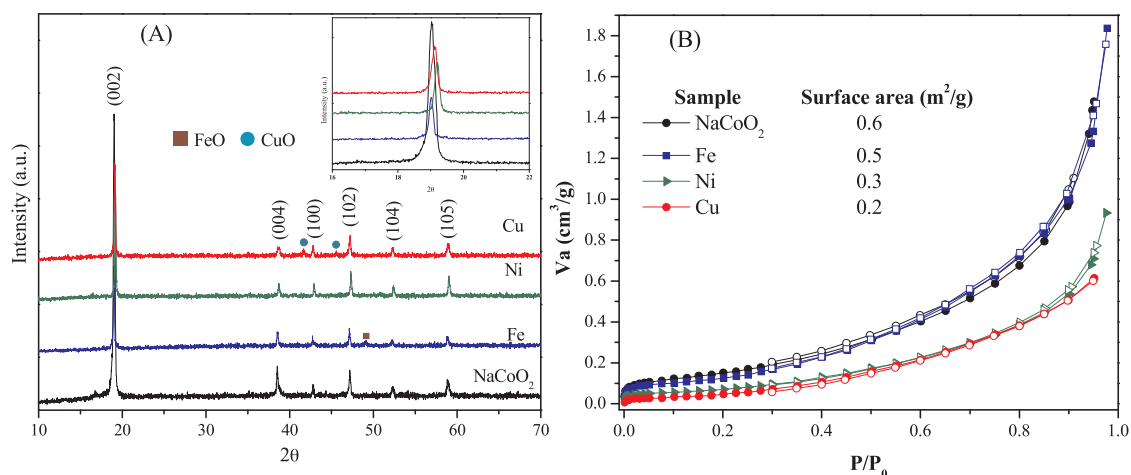 (A)
(002)
FeO
CuO
(004)
(100)
(102)
(104)
(105)
Cu
Ni
Fe
NaCoO₂
Intensity (a.u.)
10 20 30 40 50 60 70
2θ
Intensity (a.u.)
16 18 20 22
2θ
(B)
Sample Surface area (m²/g)
NaCoO₂ 0.6
Fe 0.5
Ni 0.3
Cu 0.2
Va (cm³/g)
1.8
1.6
1.4
1.2
1.0
0.8
0.6
0.4
0.2
0.0
0.0 0.2 0.4 0.6 0.8 1.0
P/P₀